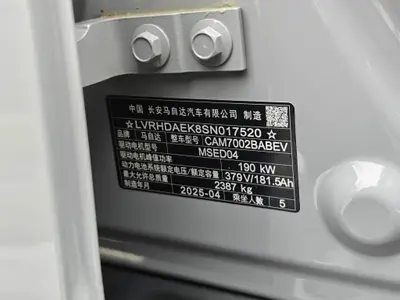 中国 长安马自达汽车有限公司 制造
☆LVRHDAEK8SN017520☆
品牌 马自达 整车型号 CAM7002BABEV
驱动电机型号 MSED04
驱动电机峰值功率 190 kW
动力电池系统额定电压/额定容量 379V/181.5Ah
最大允许总质量 2387 kg
制造年月 2025-04 乘坐人数 5